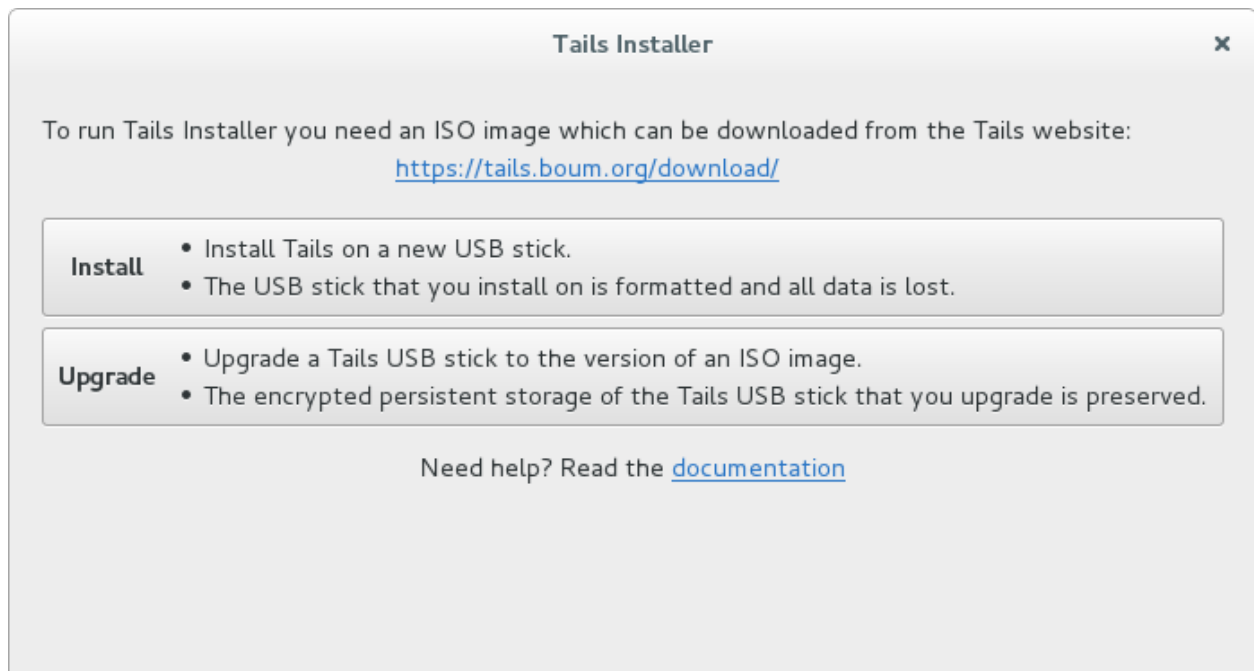 Tails Installer
To run Tails Installer you need an ISO image which can be downloaded from the Tails website:
https://tails.boum.org/download/
Install
• Install Tails on a new USB stick.
• The USB stick that you install on is formatted and all data is lost.
Upgrade
• Upgrade a Tails USB stick to the version of an ISO image.
• The encrypted persistent storage of the Tails USB stick that you upgrade is preserved.
Need help? Read the documentation